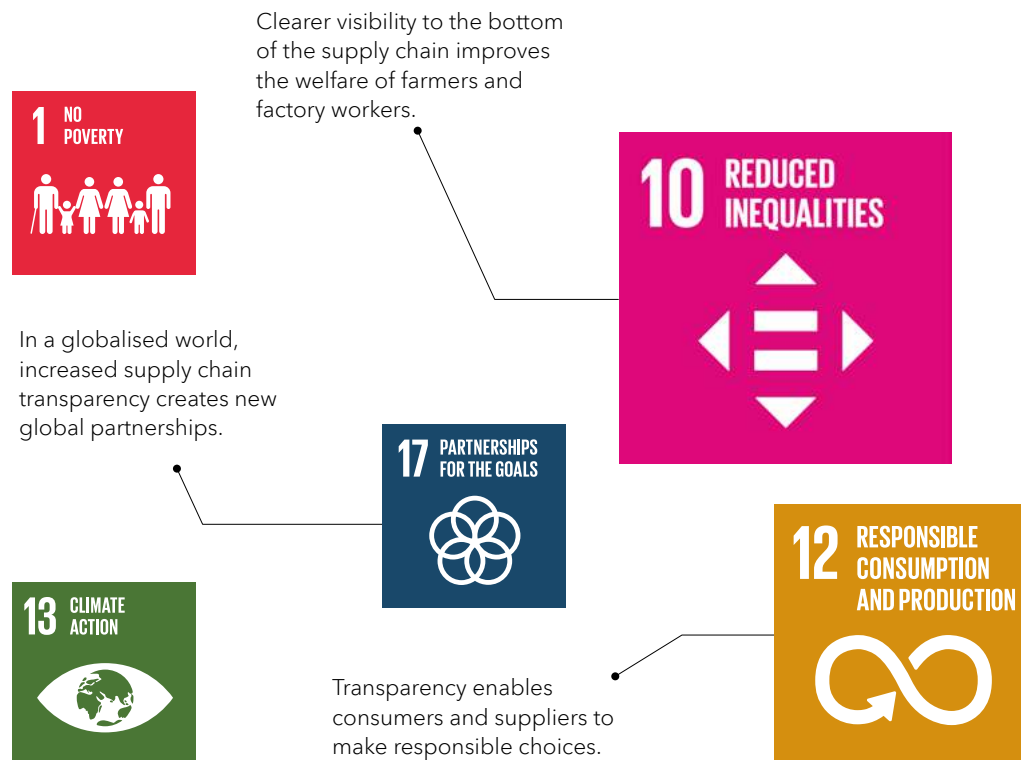 Clearer visibility to the bottom
of the supply chain improves
the welfare of farmers and
factory workers.
1 NO
POVERTY
10 REDUCED
INEQUALITIES
In a globalised world,
increased supply chain
transparency creates new
global partnerships.
17 PARTNERSHIPS
FOR THE GOALS
12 RESPONSIBLE
CONSUMPTION
AND PRODUCTION
13 CLIMATE
ACTION
Transparency enables
consumers and suppliers to
make responsible choices.